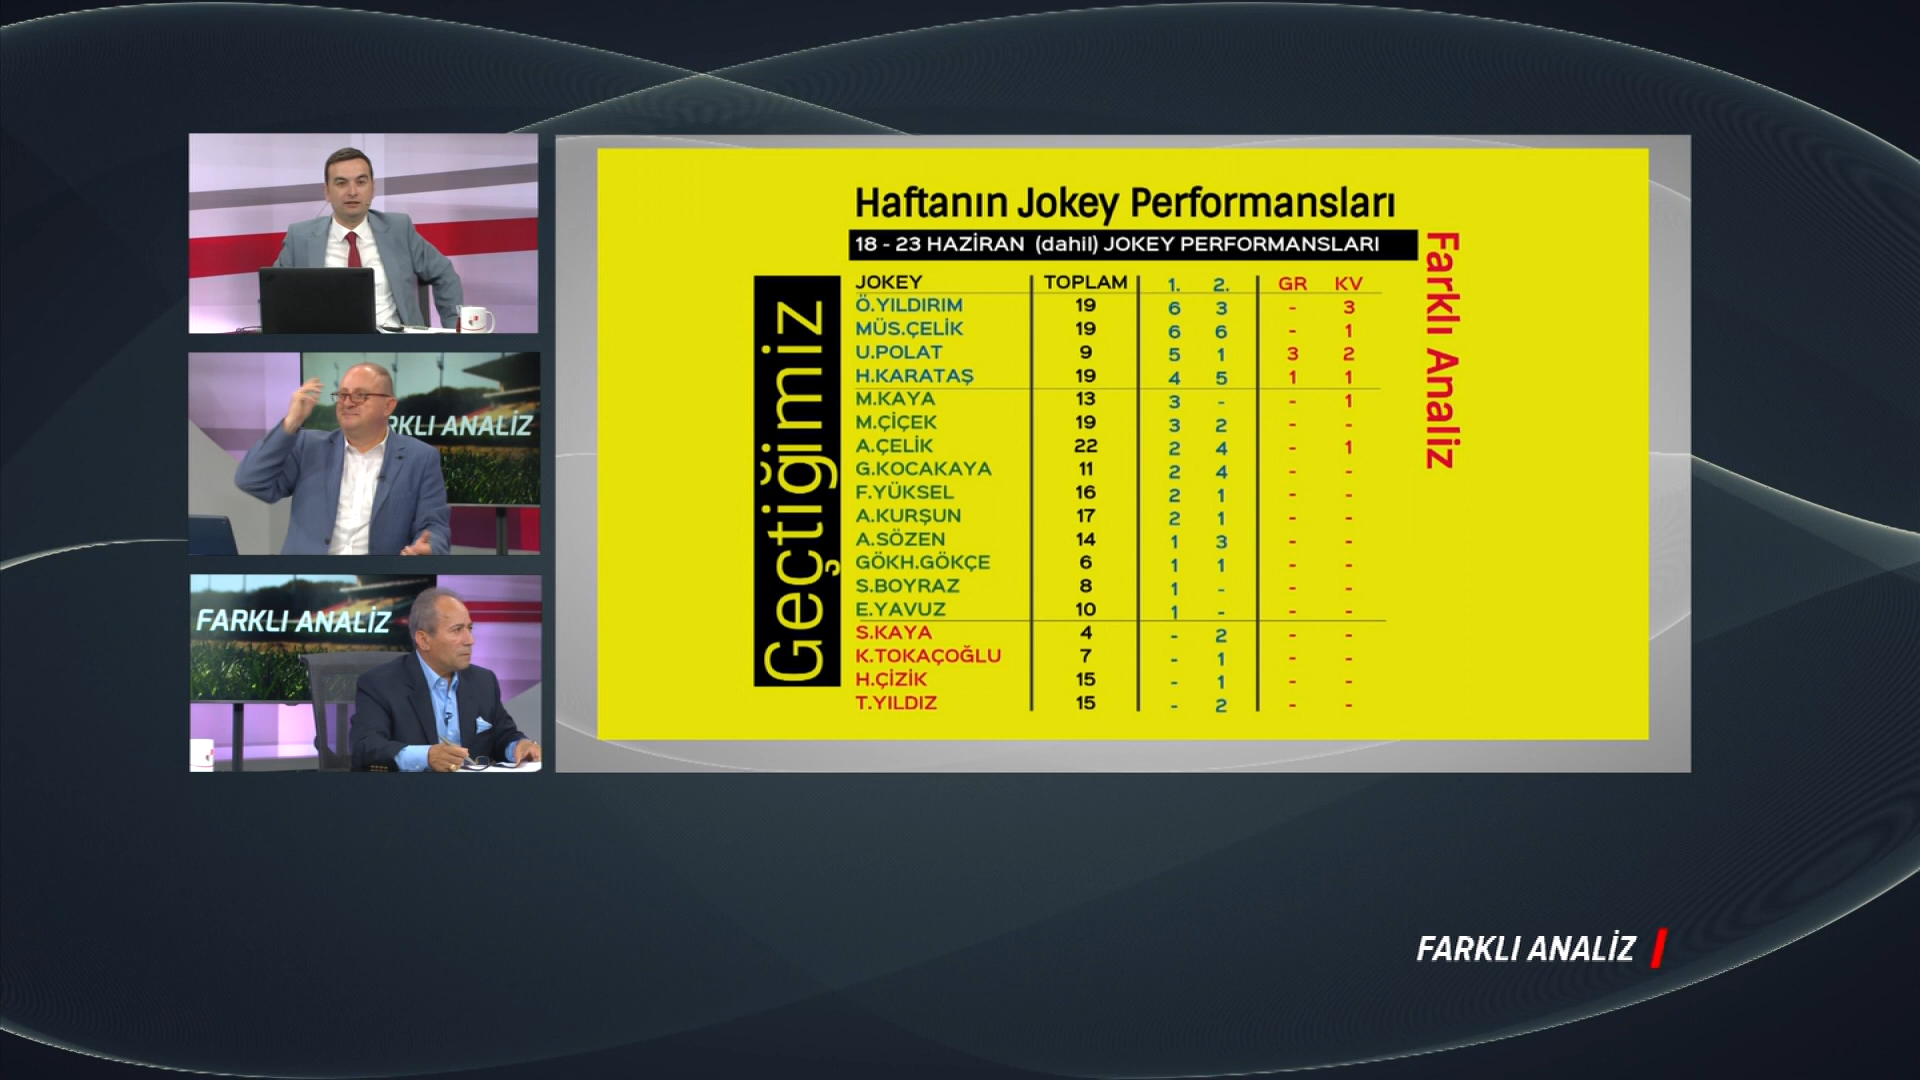 RKLI ANALİZ
FARKLI ANALİZ
Haftanın Jokey Performansları
18 - 23 HAZİRAN (dahil) JOKEY PERFORMANSLARI
Geçtiğimiz
Farklı Analiz
JOKEY TOPLAM 1. 2. GR KV
Ö.YILDIRIM 19 6 3 - 3
MÜS.ÇELİK 19 6 6 - 1
U.POLAT 9 5 1 3 2
H.KARATAŞ 19 4 5 1 1
M.KAYA 13 3 - - 1
M.ÇİÇEK 19 3 2 - -
A.ÇELİK 22 2 4 - 1
G.KOCAKAYA 11 2 4 - -
F.YÜKSEL 16 2 1 - -
A.KURŞUN 17 2 1 - -
A.SÖZEN 14 1 3 - -
GÖKH.GÖKÇE 6 1 1 - -
S.BOYRAZ 8 1 - - -
E.YAVUZ 10 1 - - -
S.KAYA 4 - 2 - -
K.TOKAÇOĞLU 7 - 1 - -
H.ÇİZİK 15 - 1 - -
T.YILDIZ 15 - 2 - -
FARKLI ANALİZ